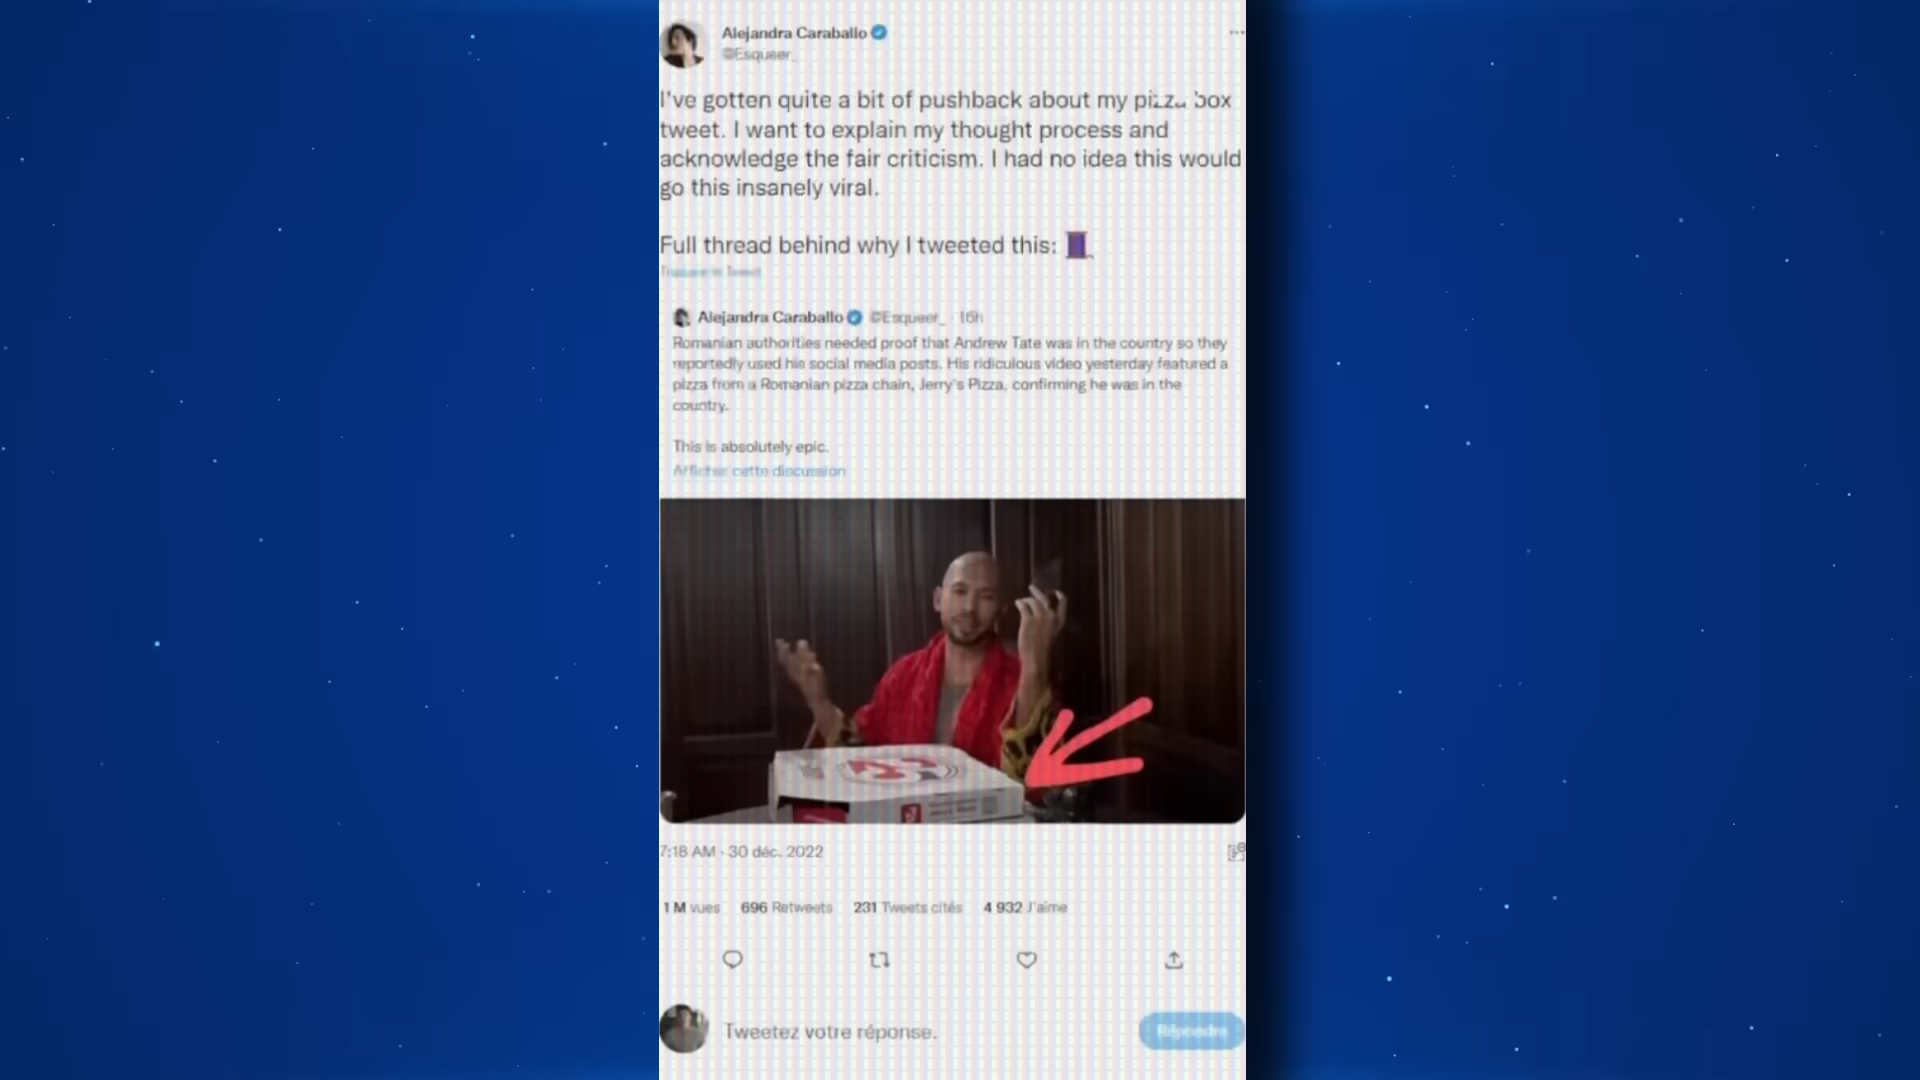 Alejandra Caraballo
@Esqueer_
I've gotten quite a bit of pushback about my pizza box
tweet. I want to explain my thought process and
acknowledge the fair criticism. I had no idea this would
go this insanely viral.
Full thread behind why I tweeted this:
Alejandra Caraballo @Esqueer_ · 16h
Romanian authorities needed proof that Andrew Tate was in the country so they
reportedly used his social media posts. His ridiculous video yesterday featured a
pizza from a Romanian pizza chain, Jerry's Pizza, confirming he was in the
country.
This is absolutely epic.
Afficher cette discussion
7:18 AM · 30 déc. 2022
1 M vues 696 Retweets 231 Tweets cités 4 932 J'aime
Tweetez votre réponse.
Répondre